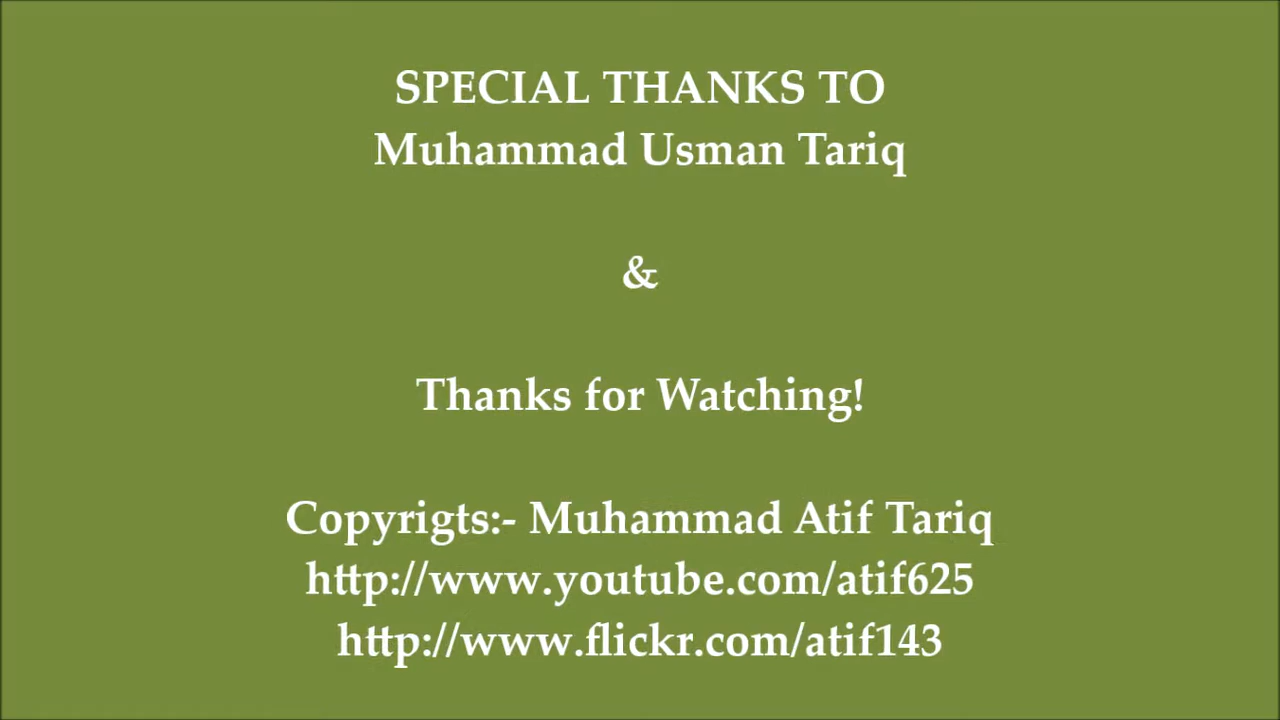 SPECIAL THANKS TO
Muhammad Usman Tariq
&
Thanks for Watching!
Copyrigts:- Muhammad Atif Tariq
http://www.youtube.com/atif625
http://www.flickr.com/atif143